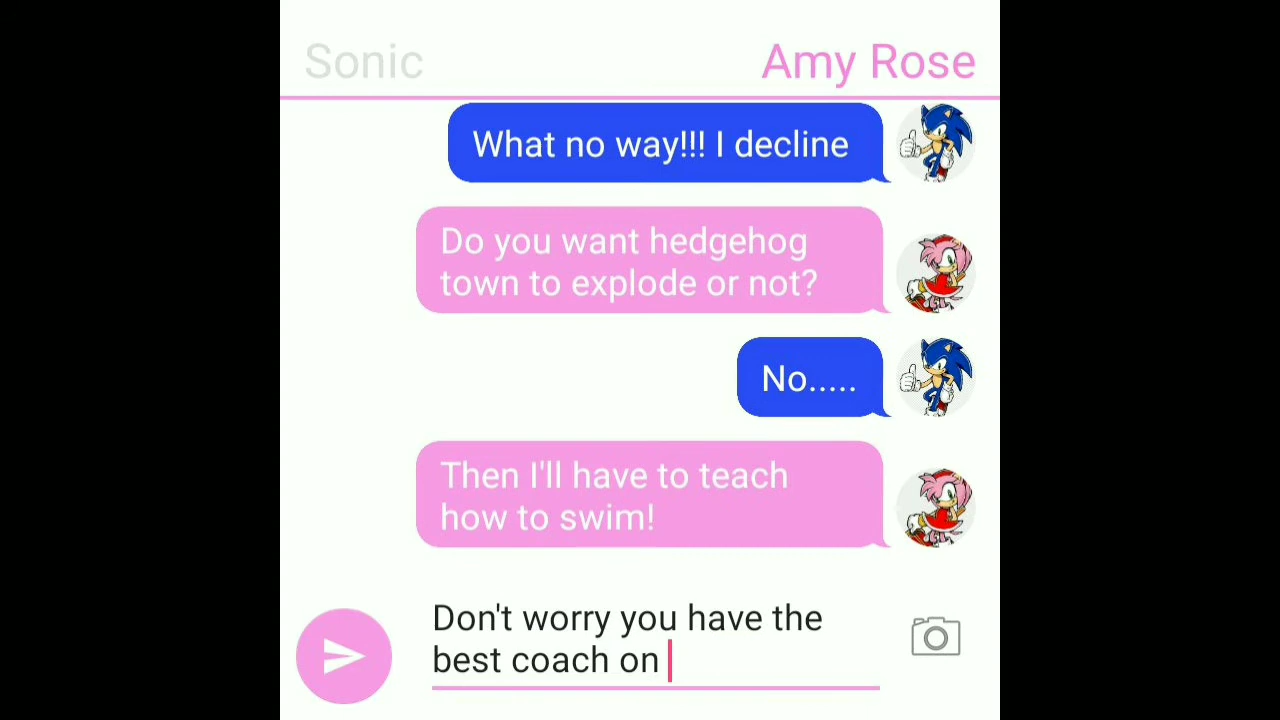 Sonic Amy Rose
What no way!!! I decline
Do you want hedgehog
town to explode or not?
No.....
Then I'll have to teach
how to swim!
Don't worry you have the
best coach on